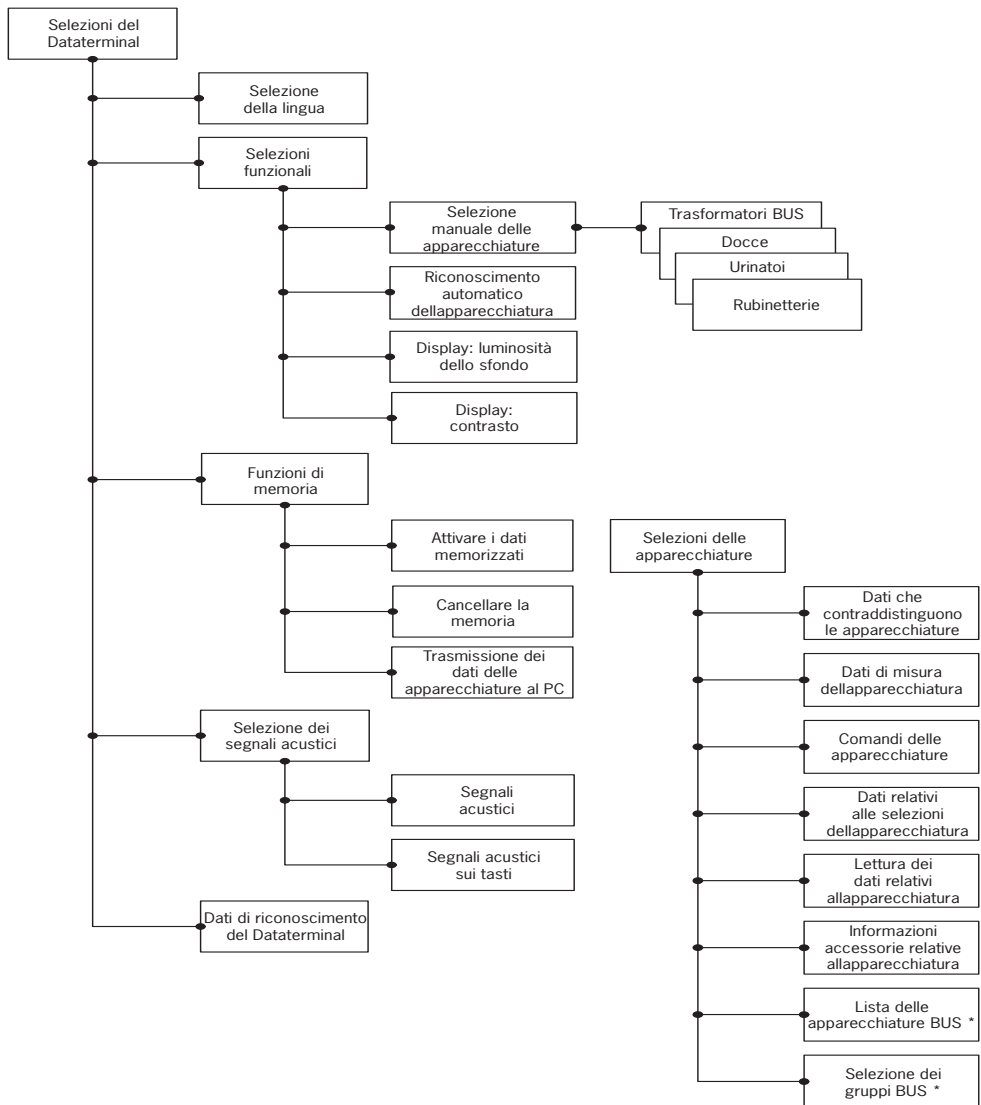 Selezioni del
Dataterminal
Selezione
della lingua
Selezioni
funzionali
Selezione
manuale delle
apparecchiature
Trasformatori BUS
Docce
Urinatoi
Rubinetterie
Riconoscimento
automatico
dellapparecchiatura
Display: luminosità
dello sfondo
Display:
contrasto
Funzioni di
memoria
Attivare i dati
memorizzati
Cancellare la
memoria
Trasmissione dei
dati delle
apparecchiature al PC
Selezione dei
segnali acustici
Segnali
acustici
Segnali acustici
sui tasti
Dati di riconoscimento
del Dataterminal
Selezioni delle
apparecchiature
Dati che
contraddistinguono
le apparecchiature
Dati di misura
dellapparecchiatura
Comandi delle
apparecchiature
Dati relativi
alle selezioni
dellapparecchiatura
Lettura dei
dati relativi
allapparecchiatura
Informazioni
accessorie relative
allapparecchiatura
Lista delle
apparecchiature BUS *
Selezione dei
gruppi BUS *